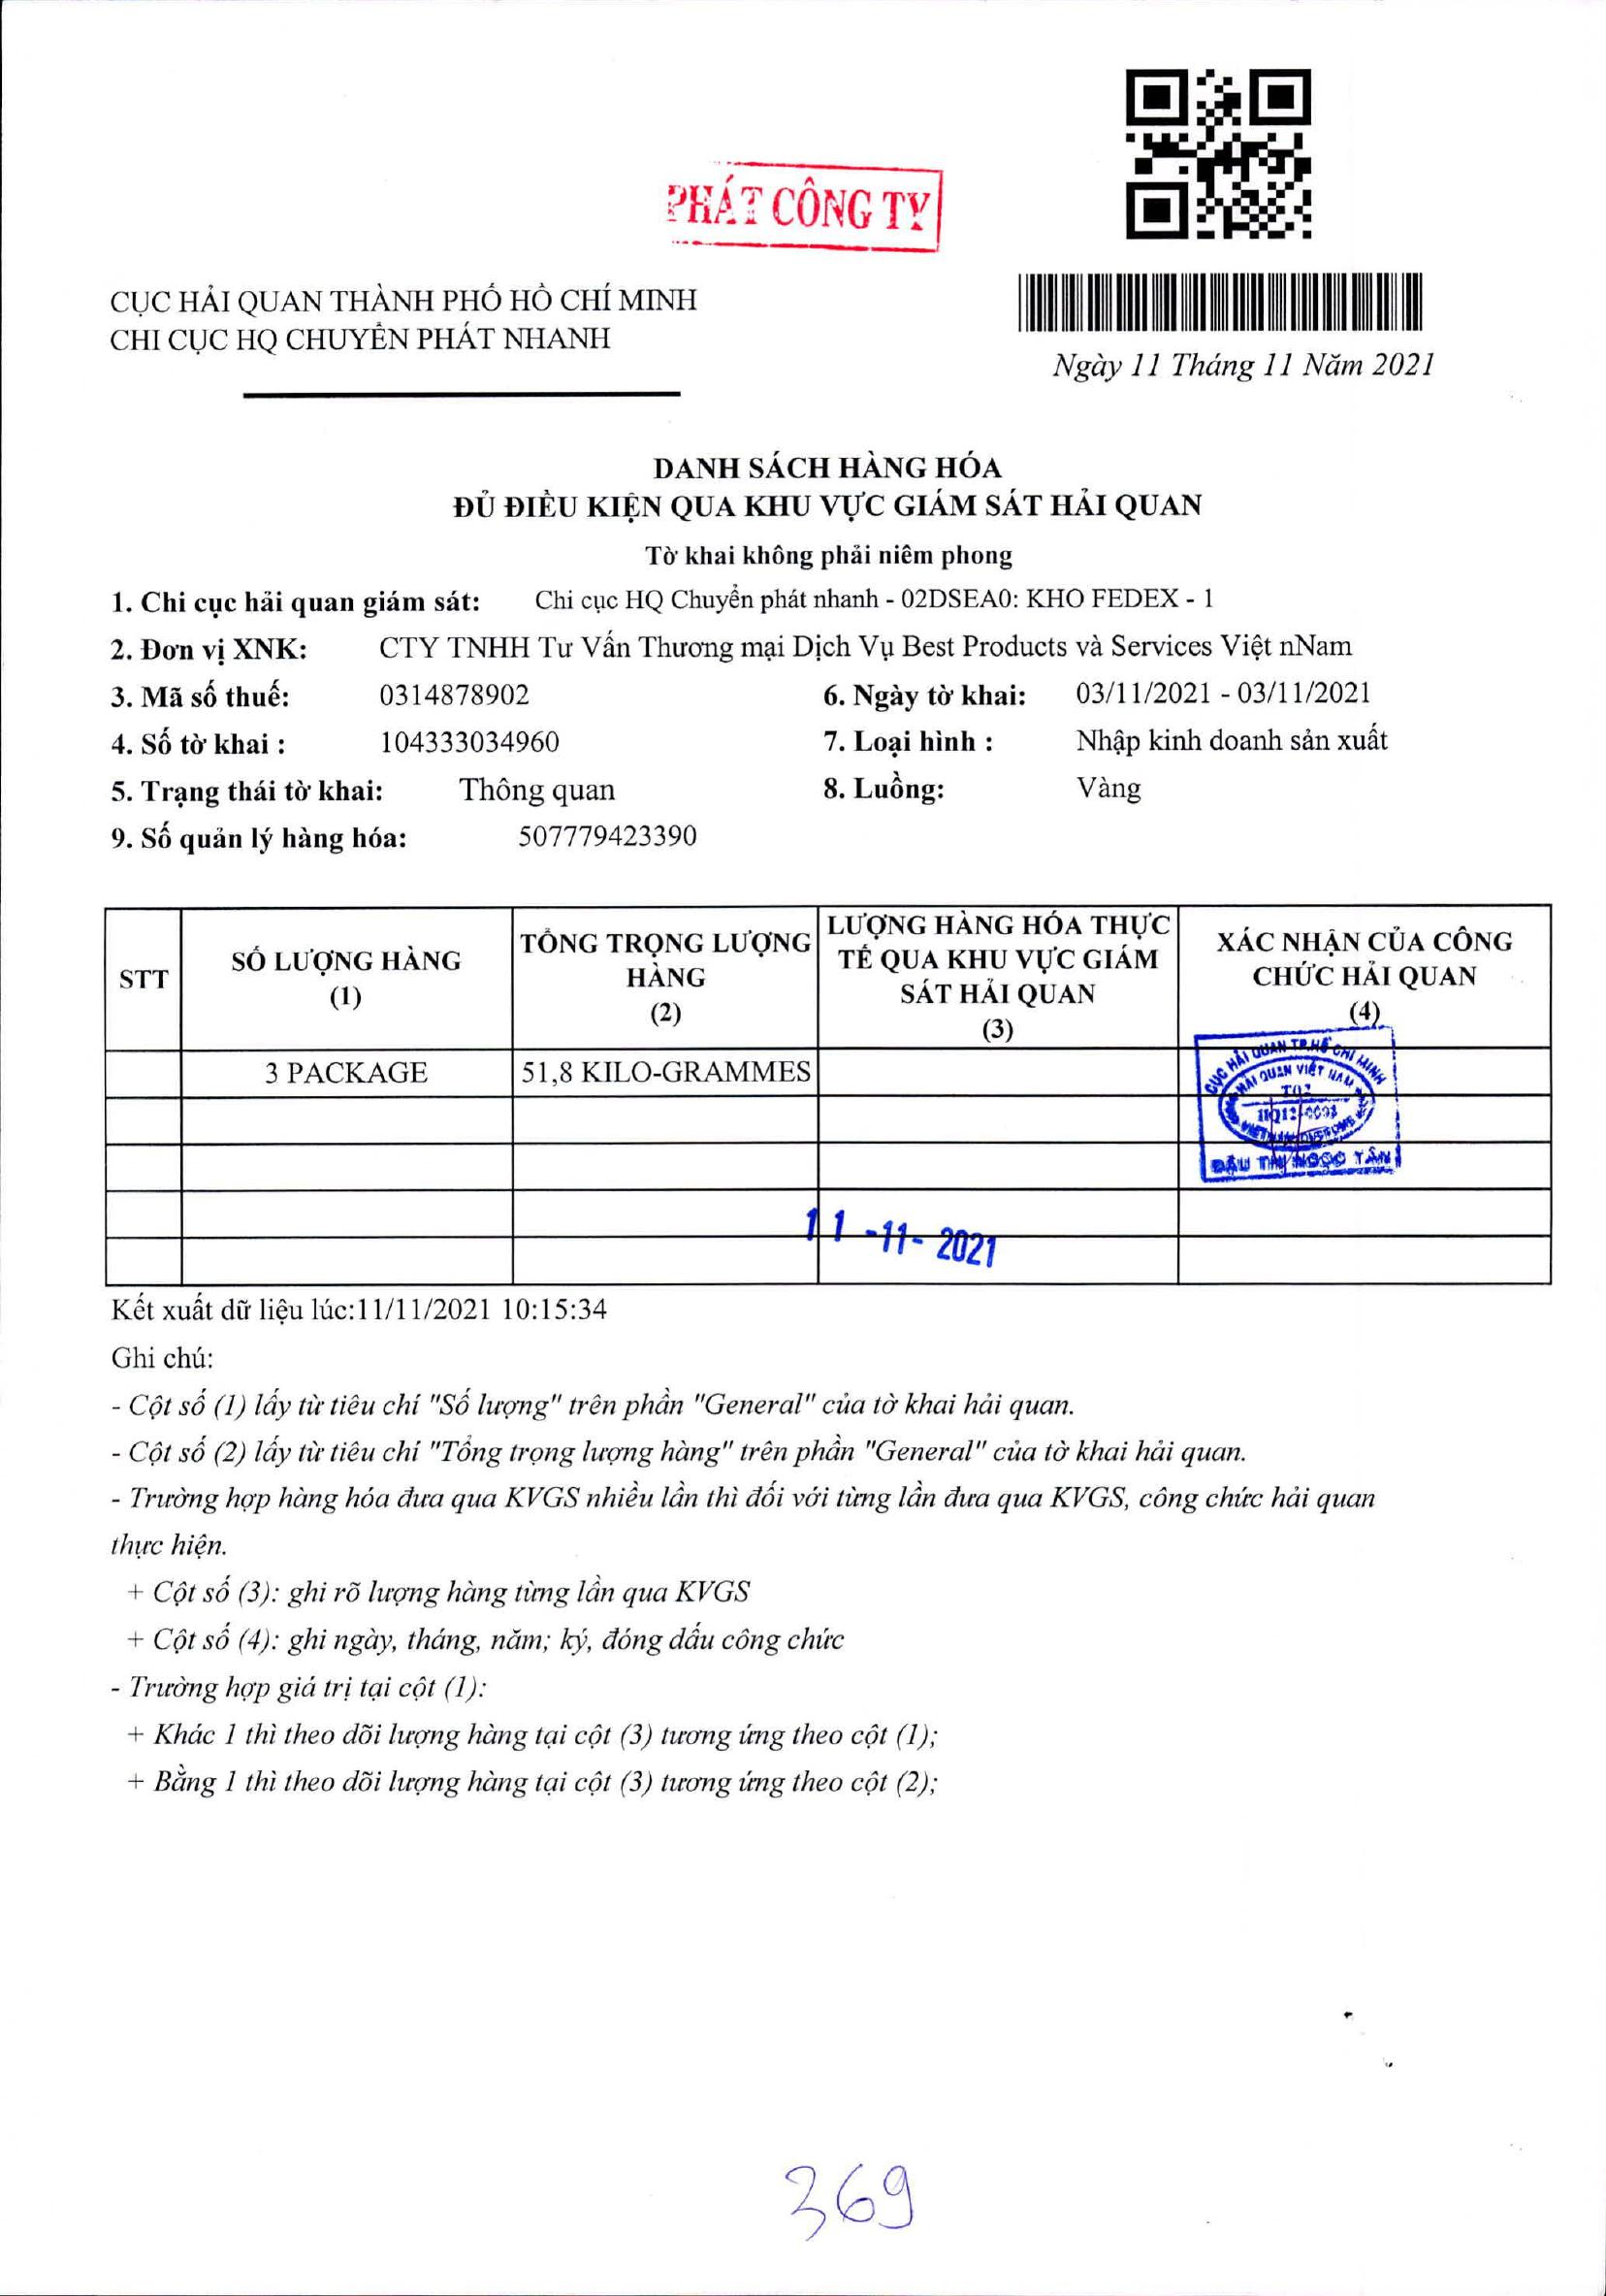 PHÁT CÔNG TY
CỤC HẢI QUAN THÀNH PHỐ HỒ CHÍ MINH
CHI CỤC HQ CHUYỂN PHÁT NHANH
Ngày 11 Tháng 11 Năm 2021
DANH SÁCH HÀNG HÓA
ĐỦ ĐIỀU KIỆN QUA KHU VỰC GIÁM SÁT HẢI QUAN
Tờ khai không phải niêm phong
1. Chi cục hải quan giám sát: Chi cục HQ Chuyển phát nhanh - 02DSEA0: KHO FEDEX - 1
2. Đơn vị XNK: CTY TNHH Tư Vấn Thương mại Dịch Vụ Best Products và Services Việt nNam
3. Mã số thuế: 0314878902 6. Ngày tờ khai: 03/11/2021 - 03/11/2021
4. Số tờ khai : 104333034960 7. Loại hình : Nhập kinh doanh sản xuất
5. Trạng thái tờ khai: Thông quan 8. Luồng: Vàng
9. Số quản lý hàng hóa: 507779423390
STT
SỐ LƯỢNG HÀNG
(1)
TỔNG TRỌNG LƯỢNG
HÀNG
(2)
LƯỢNG HÀNG HÓA THỰC
TẾ QUA KHU VỰC GIÁM
SÁT HẢI QUAN
(3)
XÁC NHẬN CỦA CÔNG
CHỨC HẢI QUAN
(4)
3 PACKAGE 51,8 KILO-GRAMMES
CỤC HẢI QUAN TP.HỒ CHÍ MINH
HẢI QUAN VIỆT NAM
ĐẬU THỊ NGỌC TÂN
11 -11- 2021
Kết xuất dữ liệu lúc:11/11/2021 10:15:34
Ghi chú:
- Cột số (1) lấy từ tiêu chí "Số lượng" trên phần "General" của tờ khai hải quan.
- Cột số (2) lấy từ tiêu chí "Tổng trọng lượng hàng" trên phần "General" của tờ khai hải quan.
- Trường hợp hàng hóa đưa qua KVGS nhiều lần thì đối với từng lần đưa qua KVGS, công chức hải quan
thực hiện.
+ Cột số (3): ghi rõ lượng hàng từng lần qua KVGS
+ Cột số (4): ghi ngày, tháng, năm; ký, đóng dấu công chức
- Trường hợp giá trị tại cột (1):
+ Khác 1 thì theo dõi lượng hàng tại cột (3) tương ứng theo cột (1);
+ Bằng 1 thì theo dõi lượng hàng tại cột (3) tương ứng theo cột (2);
369